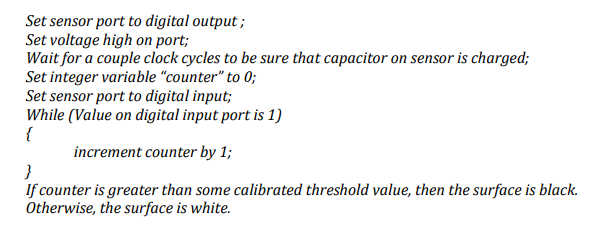 Set sensor port to digital output ;
Set voltage high on port;
Wait for a couple clock cycles to be sure that capacitor on sensor is charged;
Set integer variable “counter” to 0;
Set sensor port to digital input;
While (Value on digital input port is 1)
{
increment counter by 1;
}
If counter is greater than some calibrated threshold value, then the surface is black.
Otherwise, the surface is white.